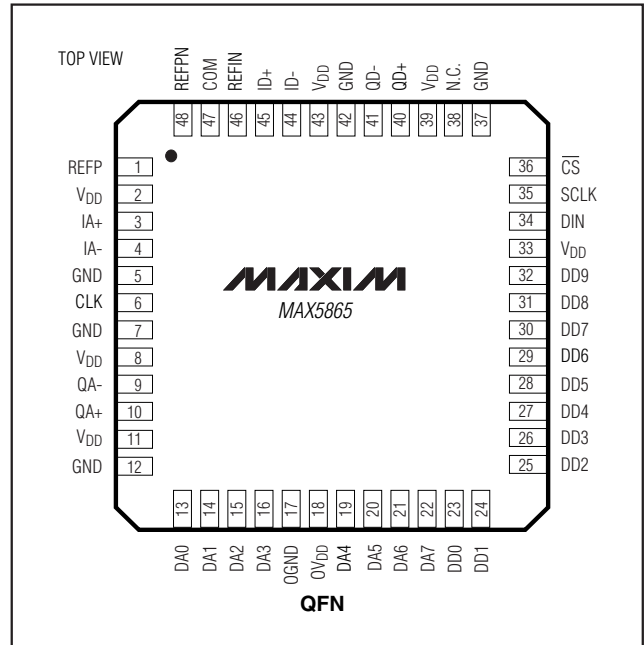 TOP VIEW
REFPN
COM
REFIN
ID+
ID-
VDD
GND
QD-
QD+
VDD
N.C.
GND
48
47
46
45
44
43
42
41
40
39
38
37
REFP 1
VDD 2
IA+ 3
IA- 4
GND 5
CLK 6
GND 7
VDD 8
QA- 9
QA+ 10
VDD 11
GND 12
36 C̅S̅
35 SCLK
34 DIN
33 VDD
32 DD9
31 DD8
30 DD7
29 DD6
28 DD5
27 DD4
26 DD3
25 DD2
MAXIM
MAX5865
13
14
15
16
17
18
19
20
21
22
23
24
DA0
DA1
DA2
DA3
OGND
OVDD
DA4
DA5
DA6
DA7
DD0
DD1
QFN